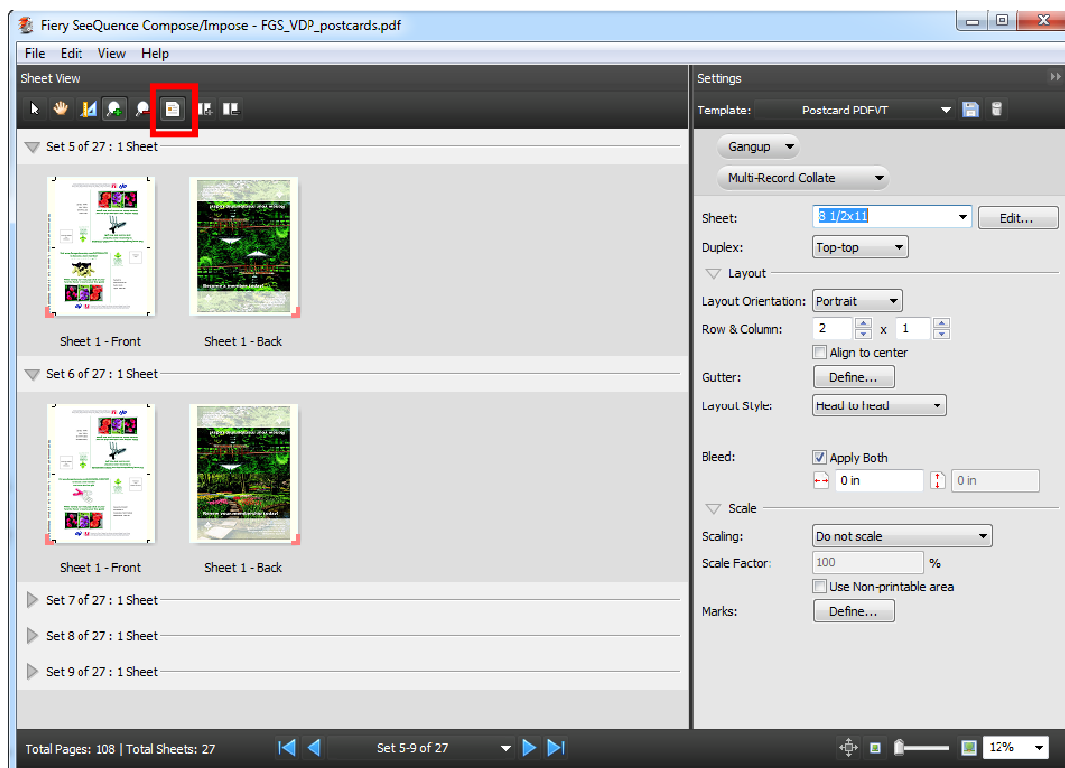 Fiery SeeQuence Compose/Impose - FGS_VDP_postcards.pdf
File Edit View Help
Sheet View
Settings
Template: Postcard PDFVT
Set 5 of 27 : 1 Sheet
Gangup
Multi-Record Collate
Sheet: 8 1/2x11 Edit...
Duplex: Top-top
Layout
Layout Orientation: Portrait
Row & Column: 2 x 1
Sheet 1 - Front Sheet 1 - Back
Align to center
Set 6 of 27 : 1 Sheet
Gutter: Define...
Layout Style: Head to head
Bleed: Apply Both
0 in 0 in
Scale
Scaling: Do not scale
Scale Factor: 100 %
Sheet 1 - Front Sheet 1 - Back
Use Non-printable area
Set 7 of 27 : 1 Sheet
Marks: Define...
Set 8 of 27 : 1 Sheet
Set 9 of 27 : 1 Sheet
Total Pages: 108 | Total Sheets: 27
Set 5-9 of 27
12%